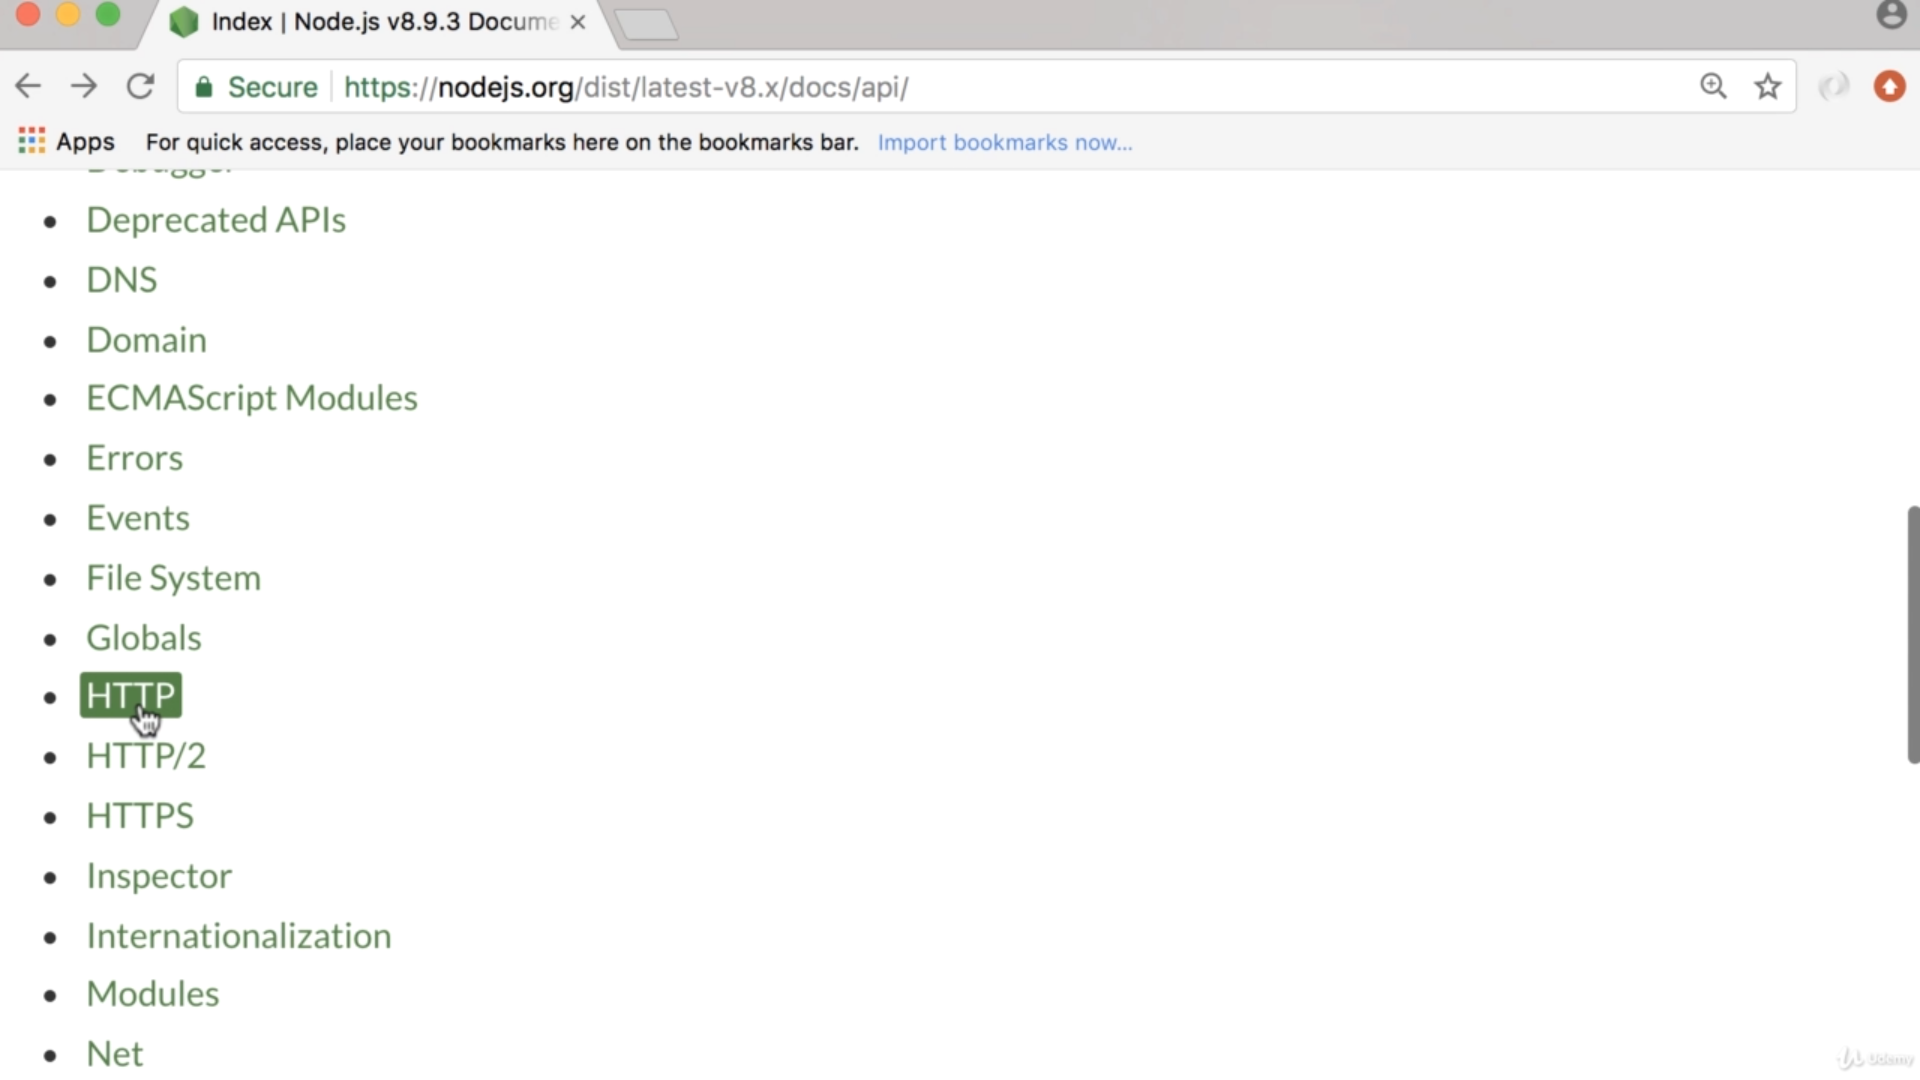 Index | Node.js v8.9.3 Docume
Secure https://nodejs.org/dist/latest-v8.x/docs/api/
Apps For quick access, place your bookmarks here on the bookmarks bar. Import bookmarks now...
Debugger
Deprecated APIs
DNS
Domain
ECMAScript Modules
Errors
Events
File System
Globals
HTTP
HTTP/2
HTTPS
Inspector
Internationalization
Modules
Net
Udemy